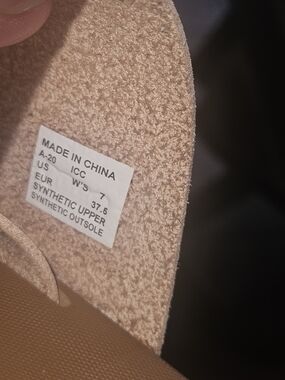 MADE IN CHINA
A-20 ICC
US W'S 7
EUR 37.5
SYNTHETIC UPPER
SYNTHETIC OUTSOLE